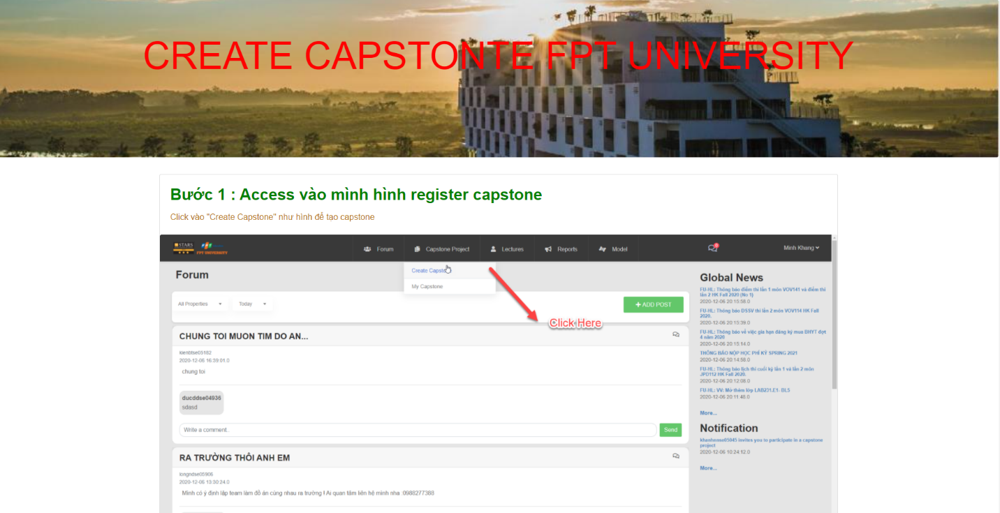 CREATE CAPSTONTE FPT UNIVERSITY
Bước 1 : Access vào mình hình register capstone
Click vào "Create Capstone" như hình để tạo capstone
STARS
FPT UNIVERSITY
Forum
Capstone Project
Lectures
Reports
Model
Minh Khang
Create Capstone
My Capstone
Forum
All Properties
Today
+ ADD POST
Click Here
CHUNG TOI MUON TIM DO AN...
kientttse05182
2020-12-06 16:59:01.0
chung toi
ducddse04936
sdasd
Write a comment..
Send
RA TRƯỜNG THÔI ANH EM
longndse05906
2020-12-06 13:30:24.0
Mình có ý định lập team làm đồ án cùng nhau ra trường ! Ai quan tâm liên hệ mình nha :0988277388
Global News
FU-HL: Thông báo điểm thi lần 1 môn VOV141 và điểm thi
lần 2 HK Fall 2020 (No 1)
2020-12-06 20:15:58.0
FU-HL: Thông báo DSSV thi lần 2 môn VOV114 HK Fall
2020.
2020-12-06 20:15:39.0
FU-HL: Thông báo về việc gia hạn đăng ký mua BHYT đợt
4 năm 2020
2020-12-06 20:15:14.0
THÔNG BÁO NỘP HỌC PHÍ KỲ SPRING 2021
2020-12-06 20:14:58.0
FU-HL: Thông báo lịch thi cuối kỳ lần 1 và lần 2 môn
JPD112 HK Fall 2020.
2020-12-06 20:12:08.0
FU-HL: VV: Mở thêm lớp LAB231.E1- BL5
2020-12-06 20:11:48.0
More...
Notification
khanhnnse05845 invites you to participate in a capstone
project
2020-12-06 10:24:12.0
More...